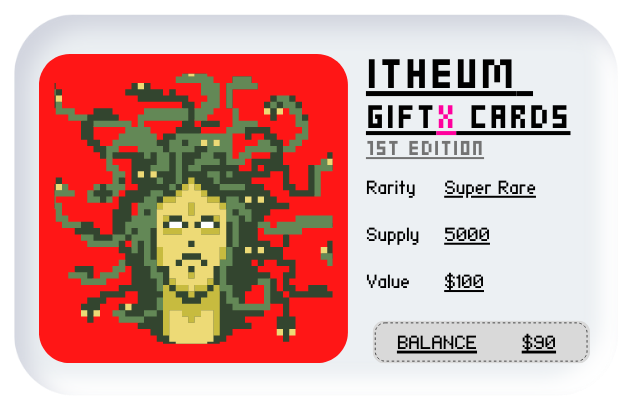 ITHEUM
GIFTX CARDS
1ST EDITION
Rarity Super Rare
Supply 5000
Value $100
BALANCE $90